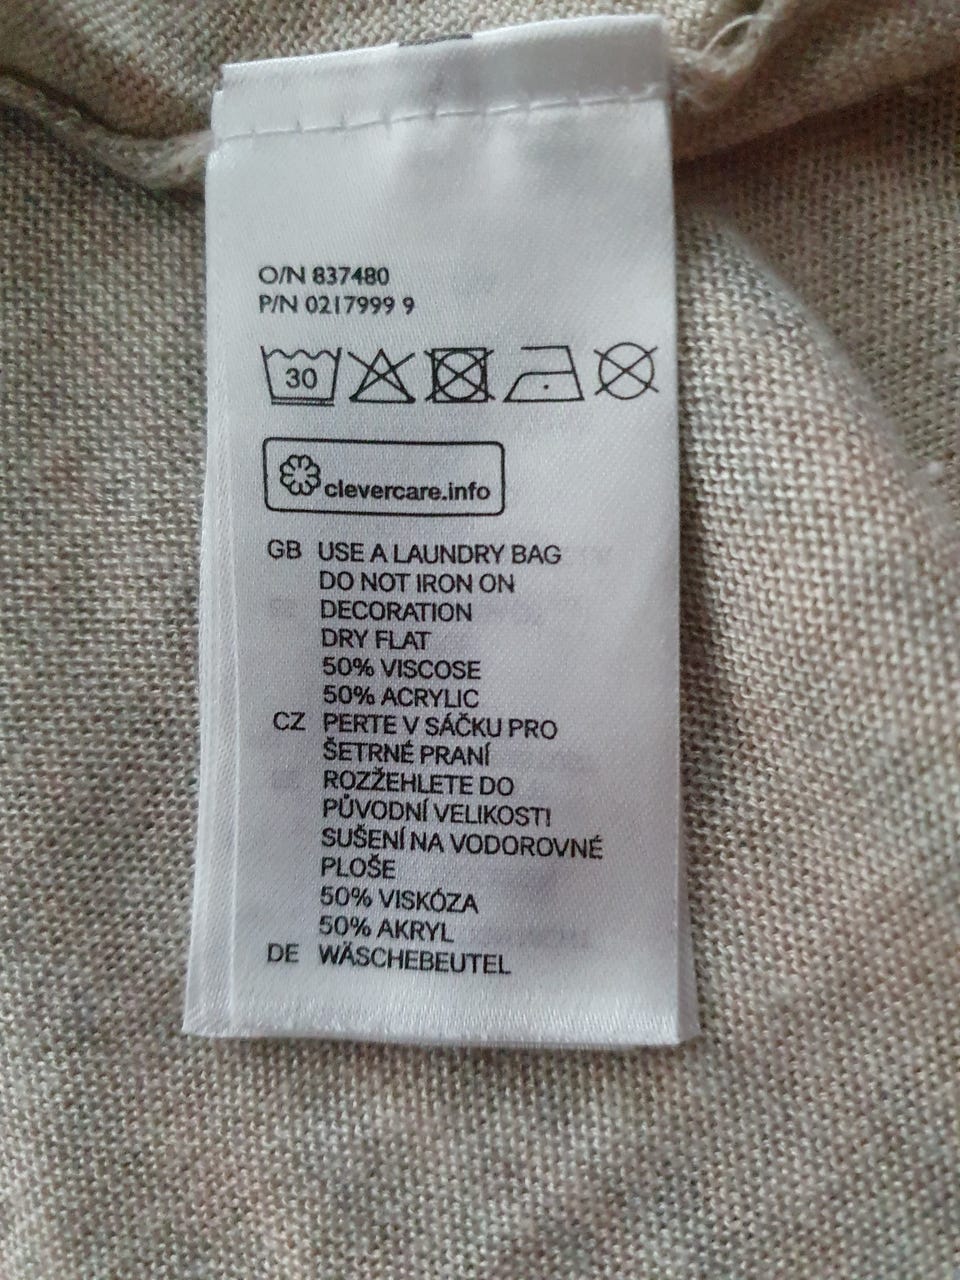 O/N 837480
P/N 0217999 9
30
clevercare.info
GB USE A LAUNDRY BAG
DO NOT IRON ON
DECORATION
DRY FLAT
50% VISCOSE
50% ACRYLIC
CZ PERTE V SÁČKU PRO
ŠETRNÉ PRANÍ
ROZŽEHLETE DO
PŮVODNÍ VELIKOSTI
SUŠENÍ NA VODOROVNÉ
PLOŠE
50% VISKÓZA
50% AKRYL
DE WÄSCHEBEUTEL